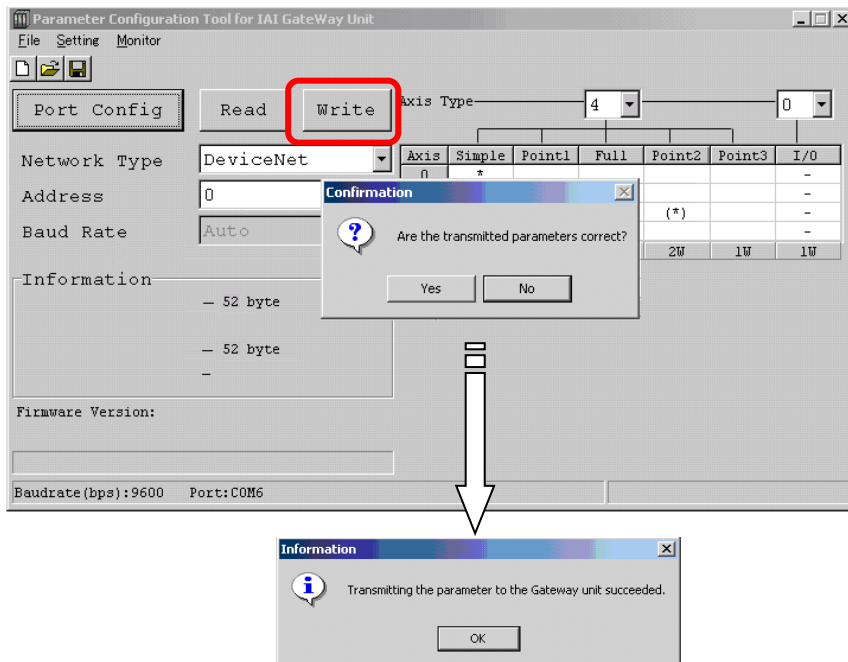 Parameter Configuration Tool for IAI GateWay Unit
File Setting Monitor
Port Config Read Write Axis Type 4 0
Network Type DeviceNet
Axis Simple Point1 Full Point2 Point3 I/O
0 * -
Address 0
-
(*) -
Baud Rate Auto
-
2W 1W 1W
Confirmation
Are the transmitted parameters correct?
Yes No
Information
— 52 byte
— 52 byte
—
Firmware Version:
Baudrate(bps):9600 Port:COM6
Information
Transmitting the parameter to the Gateway unit succeeded.
OK